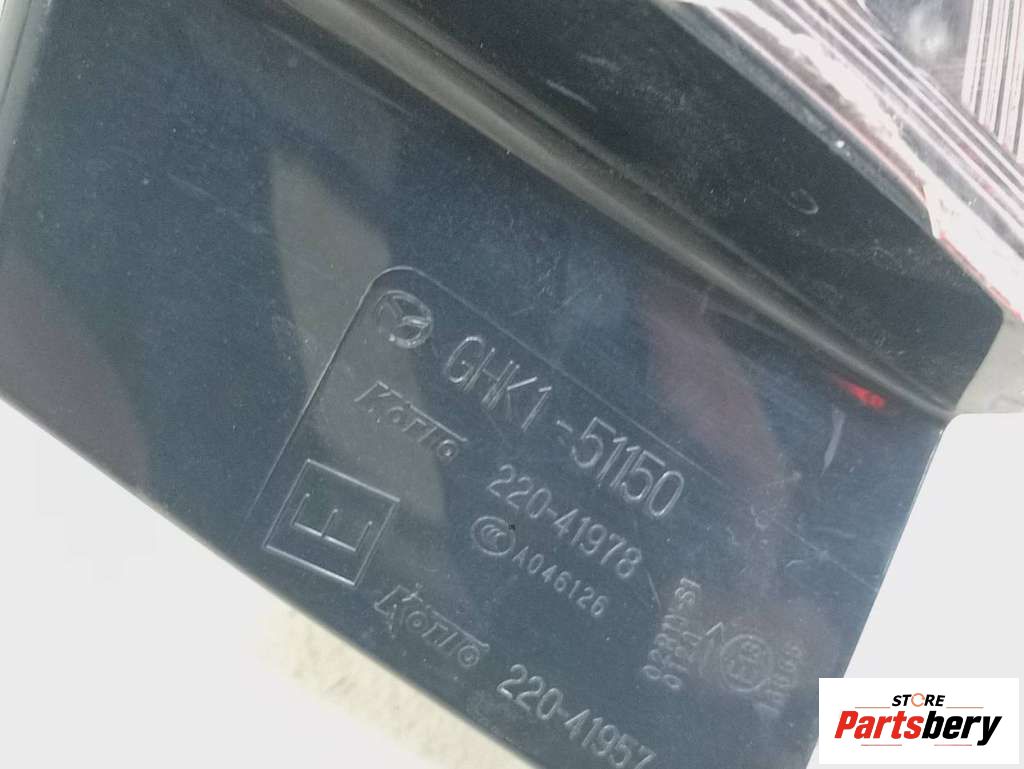 GHK1-51150
Koito 220-41978
E
A046126
Koito 220-41957
STORE
Partsbery